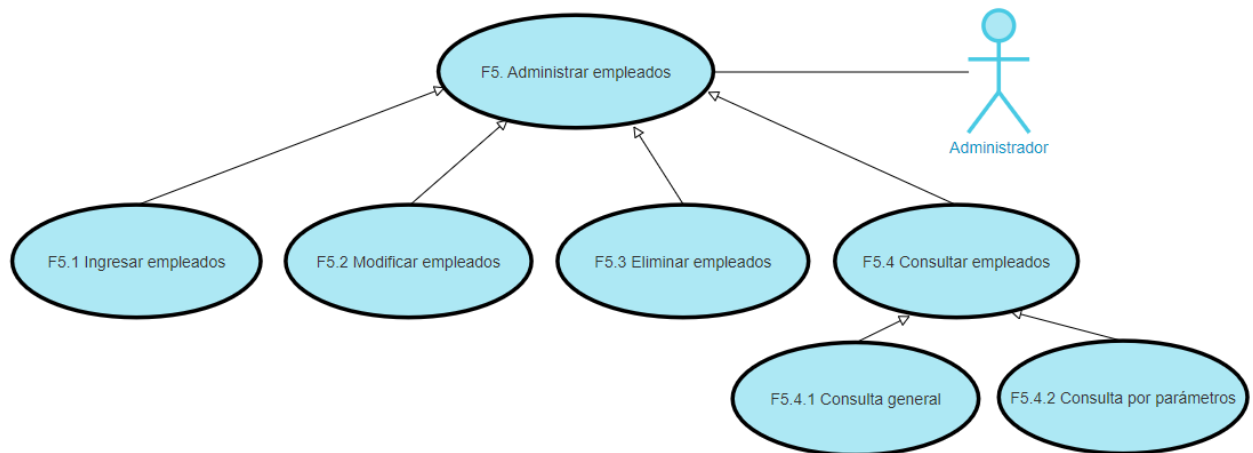 F5. Administrar empleados
Administrador
F5.1 Ingresar empleados
F5.2 Modificar empleados
F5.3 Eliminar empleados
F5.4 Consultar empleados
F5.4.1 Consulta general
F5.4.2 Consulta por parámetros